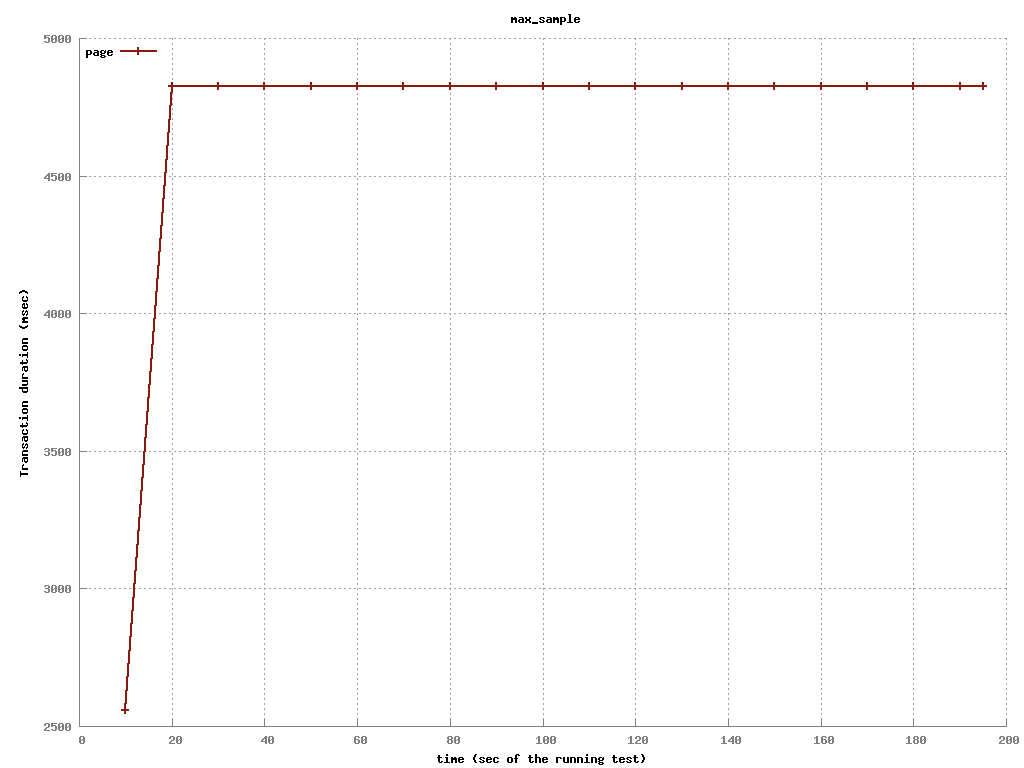 max_sample
page
5000
4500
4000
3500
3000
2500
Transaction duration (msec)
0 20 40 60 80 100 120 140 160 180 200
time (sec of the running test)